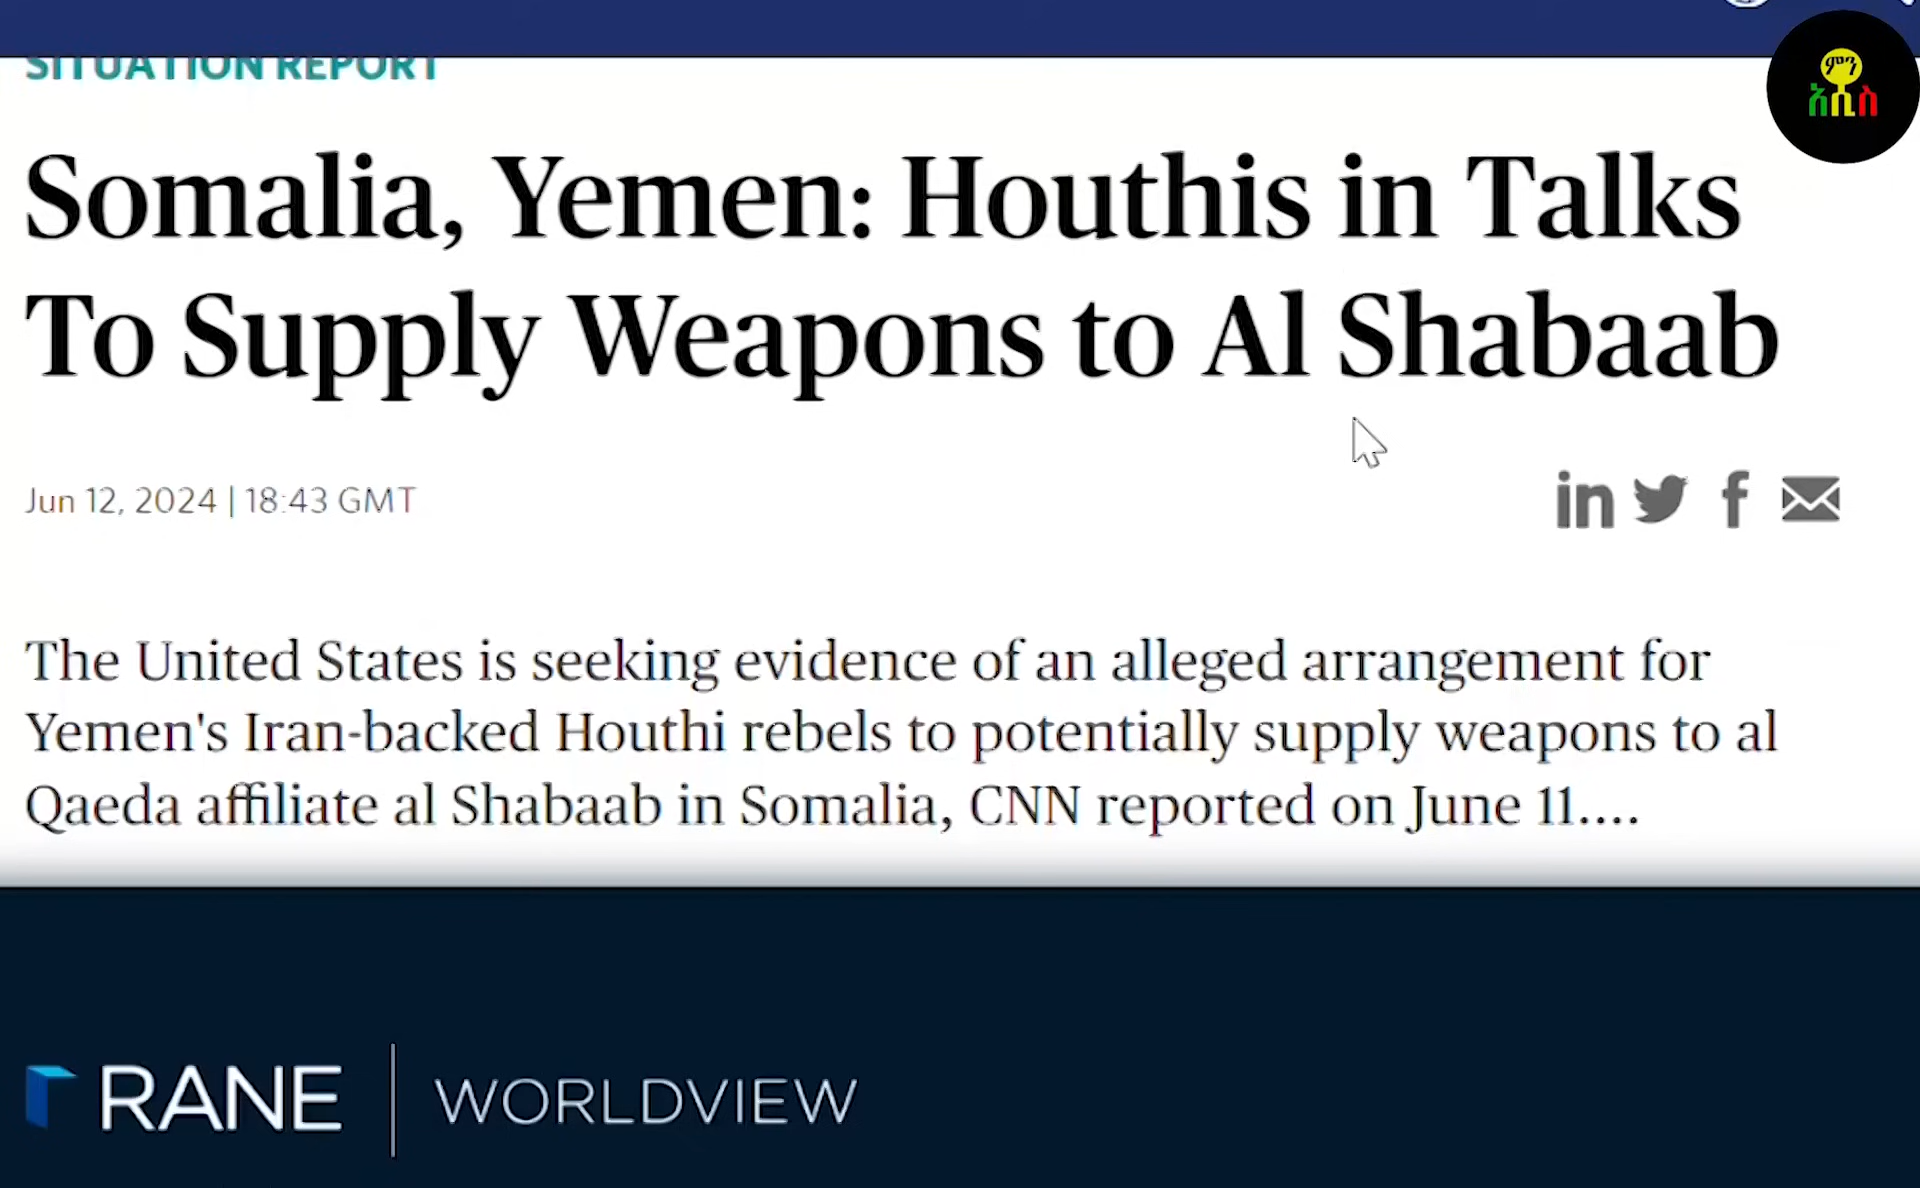 SITUATION REPORT
ምን
አዲስ
Somalia, Yemen: Houthis in Talks
To Supply Weapons to Al Shabaab
Jun 12, 2024 | 18:43 GMT
The United States is seeking evidence of an alleged arrangement for
Yemen's Iran-backed Houthi rebels to potentially supply weapons to al
Qaeda affiliate al Shabaab in Somalia, CNN reported on June 11....
RANE | WORLDVIEW